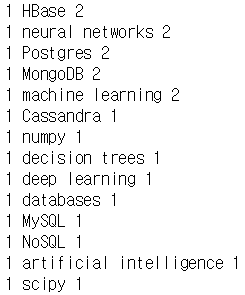 1 HBase 2
1 neural networks 2
1 Postgres 2
1 MongoDB 2
1 machine learning 2
1 Cassandra 1
1 numpy 1
1 decision trees 1
1 deep learning 1
1 databases 1
1 MySQL 1
1 NoSQL 1
1 artificial intelligence 1
1 scipy 1